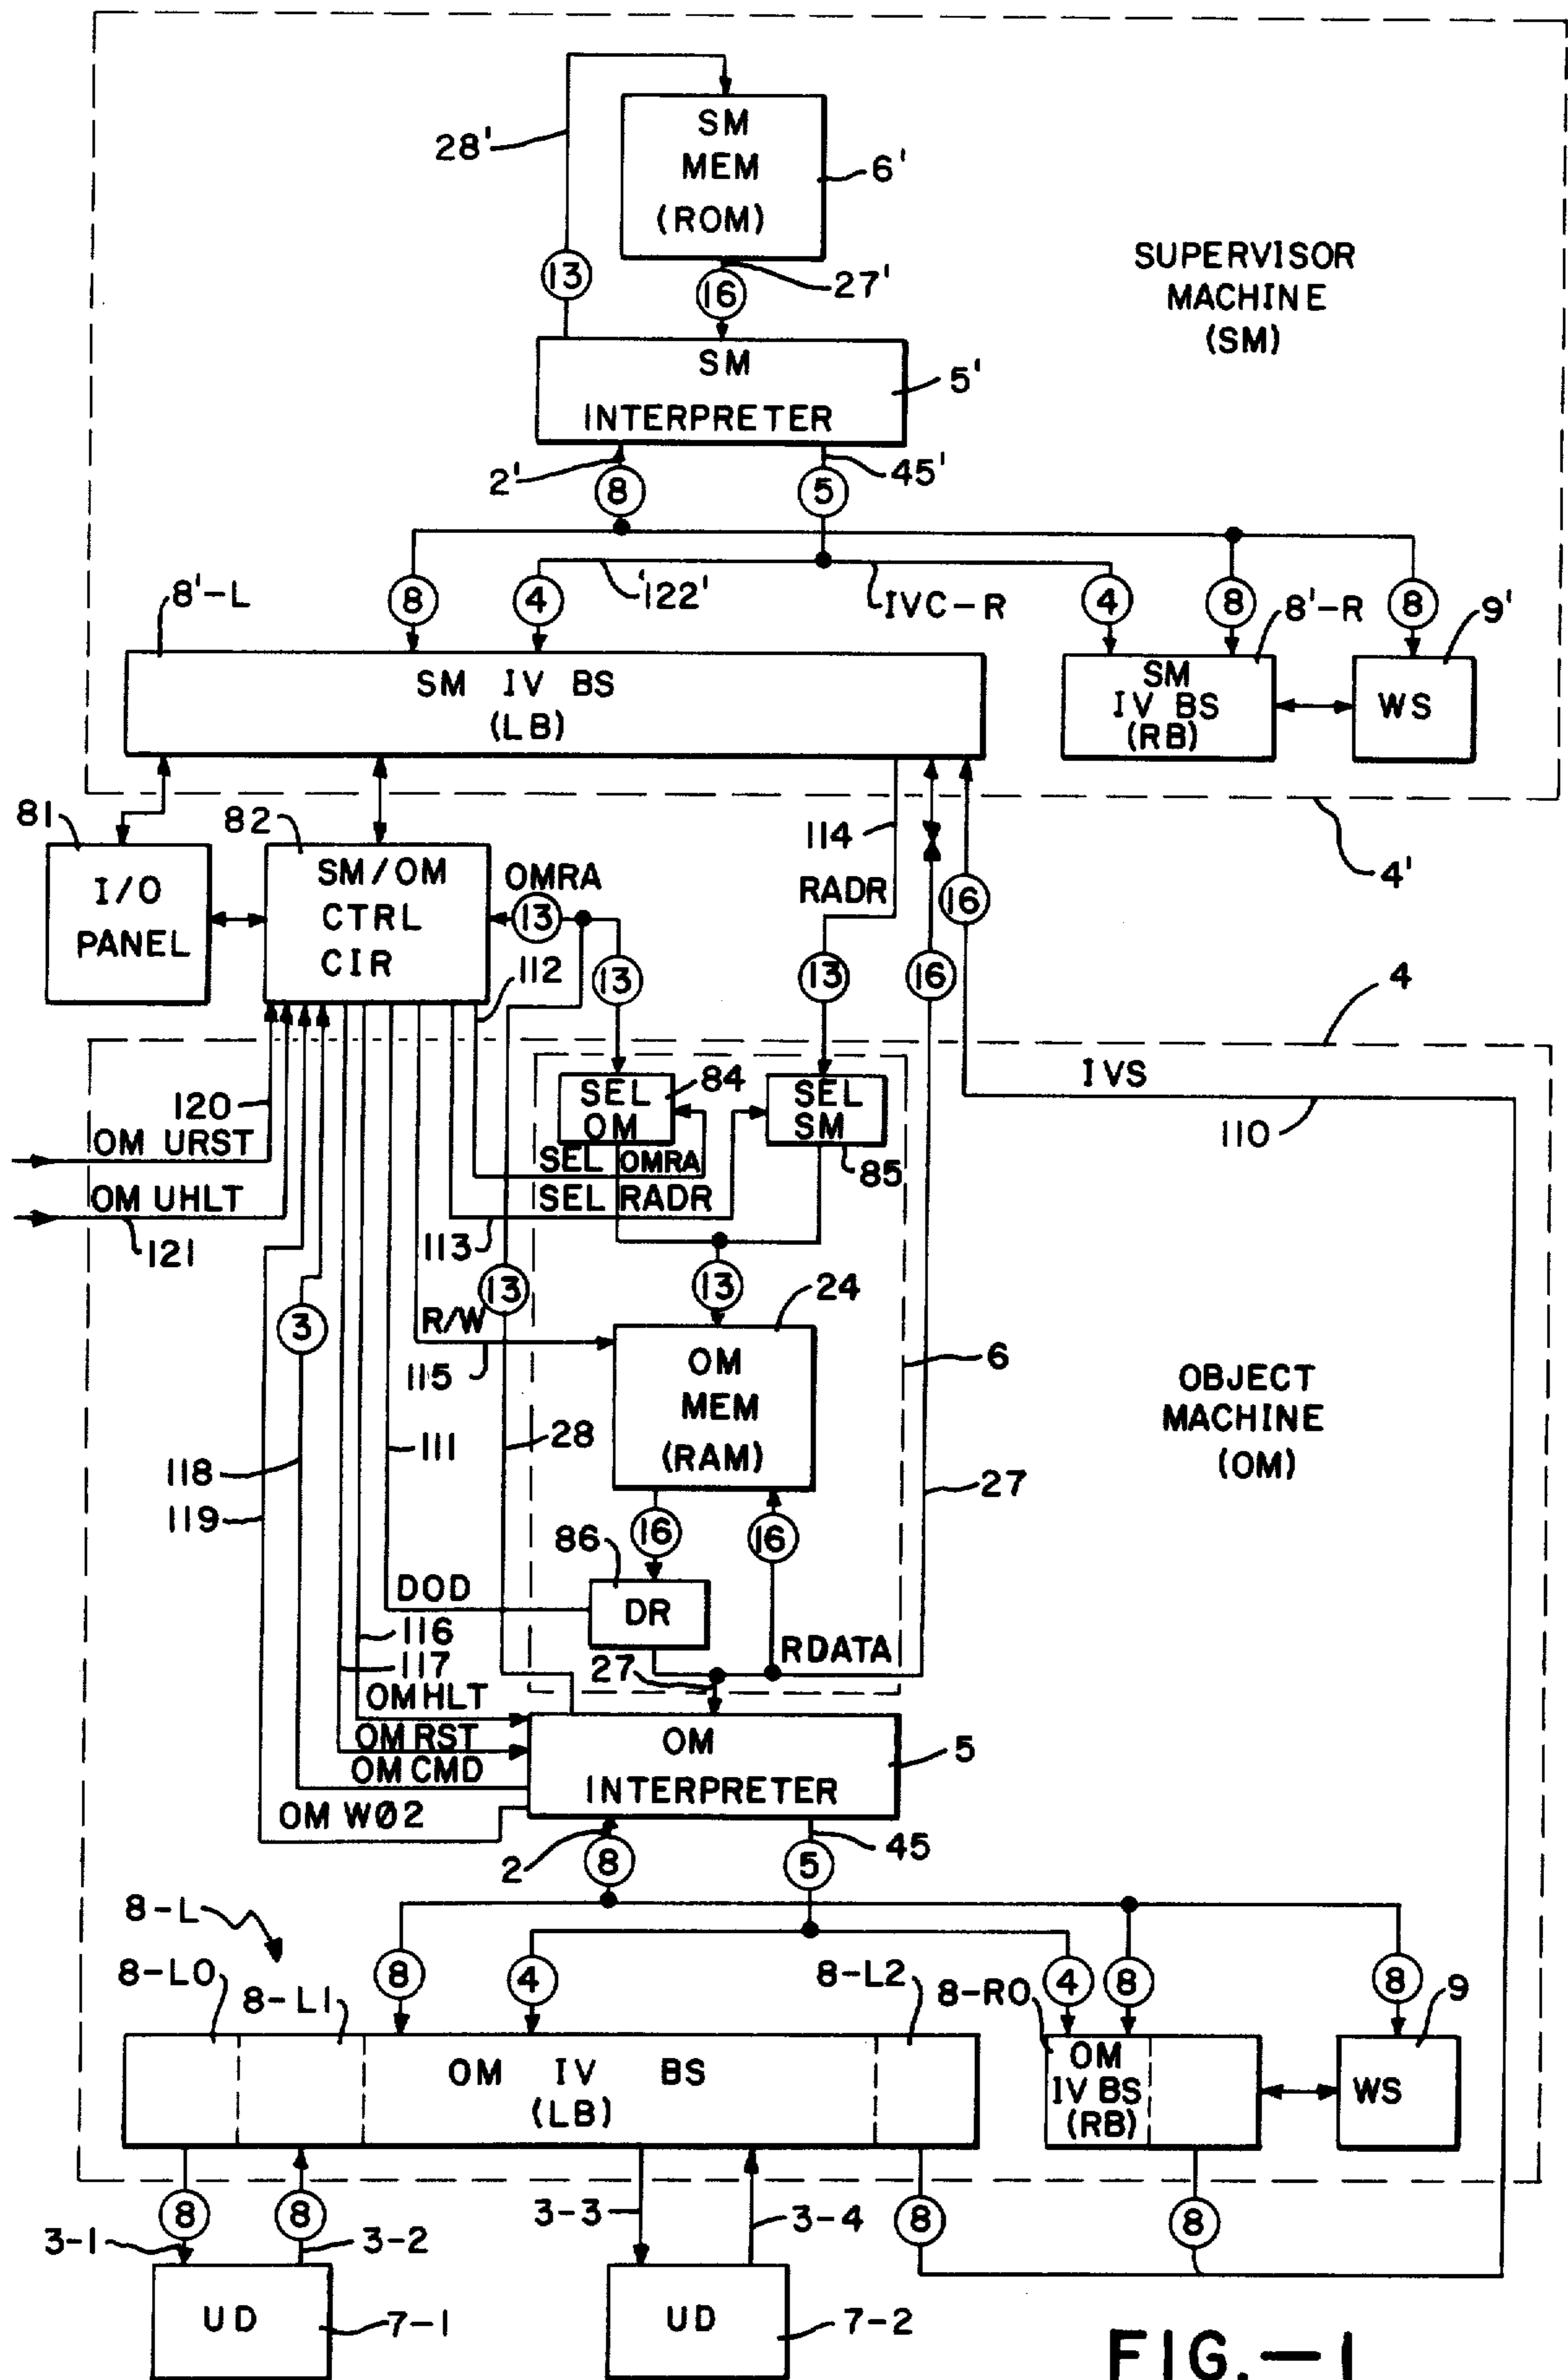 SM
MEM
(ROM)
28'
6'
13
16
27'
SUPERVISOR
MACHINE
(SM)
SM
INTERPRETER
5'
2'
8
5
45'
8'-L
8
4
'122'
IVC-R
4
8
8'-R
8
9'
SM IV BS
(LB)
SM
IV BS
(RB)
WS
81
82
114
4'
I/O
PANEL
SM/OM
CTRL
CIR
OMRA
13
RADR
16
112
13
13
16
4
IVS
110
120
OM URST
SEL
OM
84
SEL
SM
85
SEL OMRA
OM UHLT
SEL RADR
121
113
13
13
24
3
R/W
115
OM
MEM
(RAM)
6
OBJECT
MACHINE
(OM)
118
111
28
27
119
86
16
16
DOD
DR
116
117
27
RDATA
OM HLT
OM RST
OM CMD
OM WØ2
OM
INTERPRETER
5
2
8
5
45
8-L
8-L0
8-L1
8
4
8-L2
8-R0
4
8
8
9
OM IV BS
(LB)
OM
IV BS
(RB)
WS
3-1
8
8
3-2
3-3
3-4
8
8
UD
7-1
UD
7-2
FIG.—1